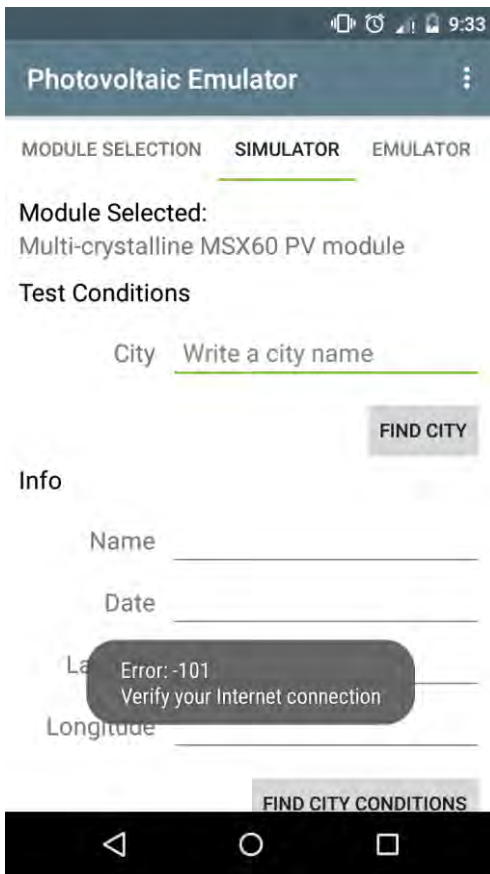 9:33
Photovoltaic Emulator
MODULE SELECTION SIMULATOR EMULATOR
Module Selected:
Multi-crystalline MSX60 PV module
Test Conditions
City Write a city name
FIND CITY
Info
Name
Date
Error: -101
Verify your Internet connection
Longitude
FIND CITY CONDITIONS